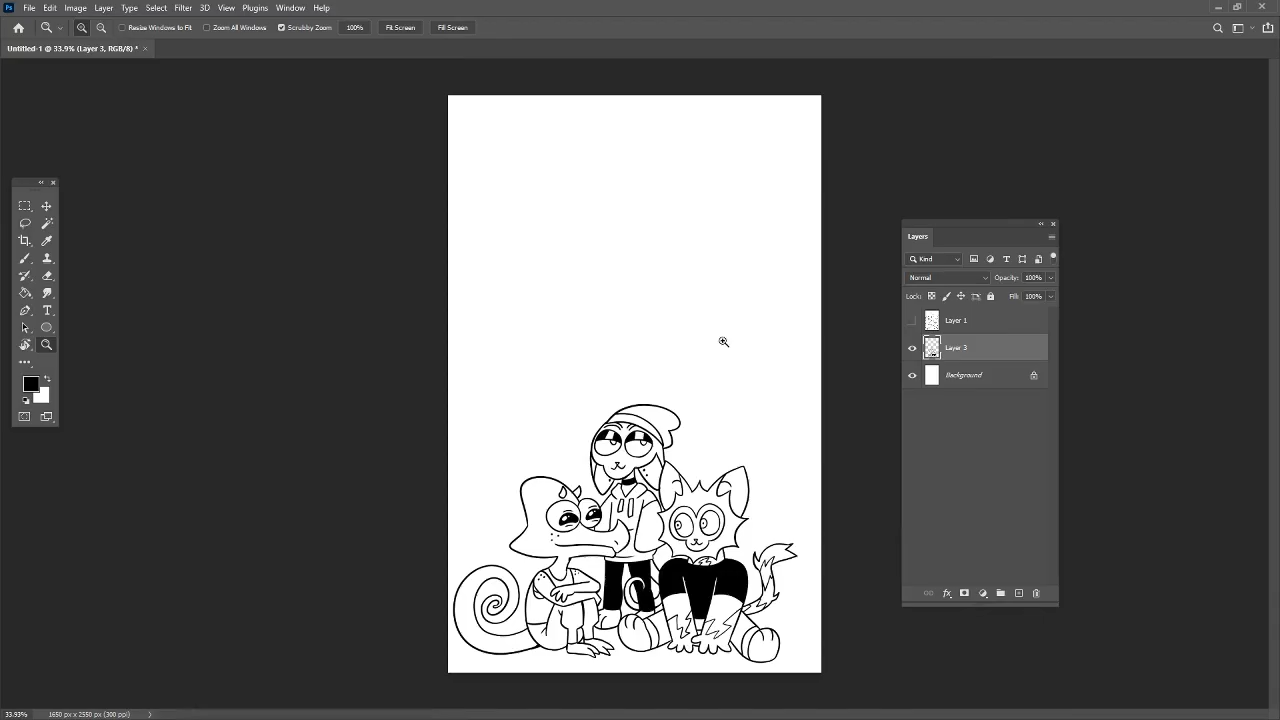 Ps File Edit Image Layer Type Select Filter 3D View Plugins Window Help
Resize Windows to Fit Zoom All Windows Scrubby Zoom 100% Fit Screen Fill Screen
Untitled-1 @ 33.9% (Layer 3, RGB/8) * ×
Layers
Kind
Normal Opacity: 100%
Lock: Fill: 100%
Layer 1
Layer 3
Background
33.93% 1650 px x 2550 px (300 ppi)